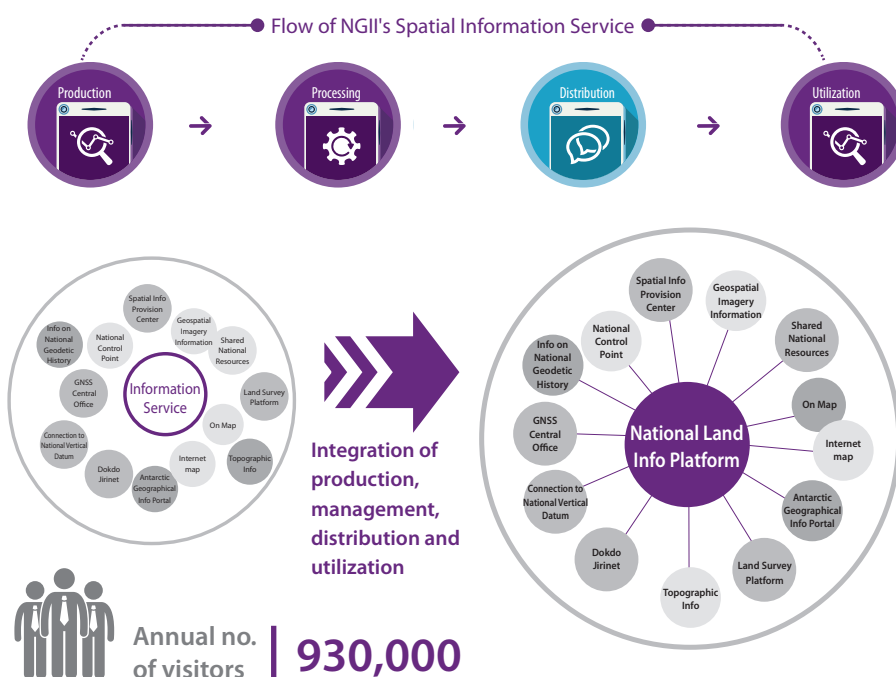 Flow of NGII's Spatial Information Service
Production
Processing
Distribution
Utilization
Spatial Info
Provision
Center
Geospatial
Imagery
Information
Shared
National
Resources
Info on
National
Geodetic
History
National
Control
Point
GNSS
Central
Office
Information
Service
Land Survey
Platform
On Map
Connection to
National Vertical
Datum
Internet
map
Topographic
Info
Dokdo
Jirinet
Antarctic
Geographical
Info Portal
Integration of
production,
management,
distribution and
utilization
Spatial Info
Provision
Center
Geospatial
Imagery
Information
National
Control
Point
Shared
National
Resources
Info on
National
Geodetic
History
On Map
GNSS
Central
Office
National Land
Info Platform
Internet
map
Connection to
National Vertical
Datum
Antarctic
Geographical
Info Portal
Dokdo
Jirinet
Land Survey
Platform
Topographic
Info
Annual no.
of visitors
930,000